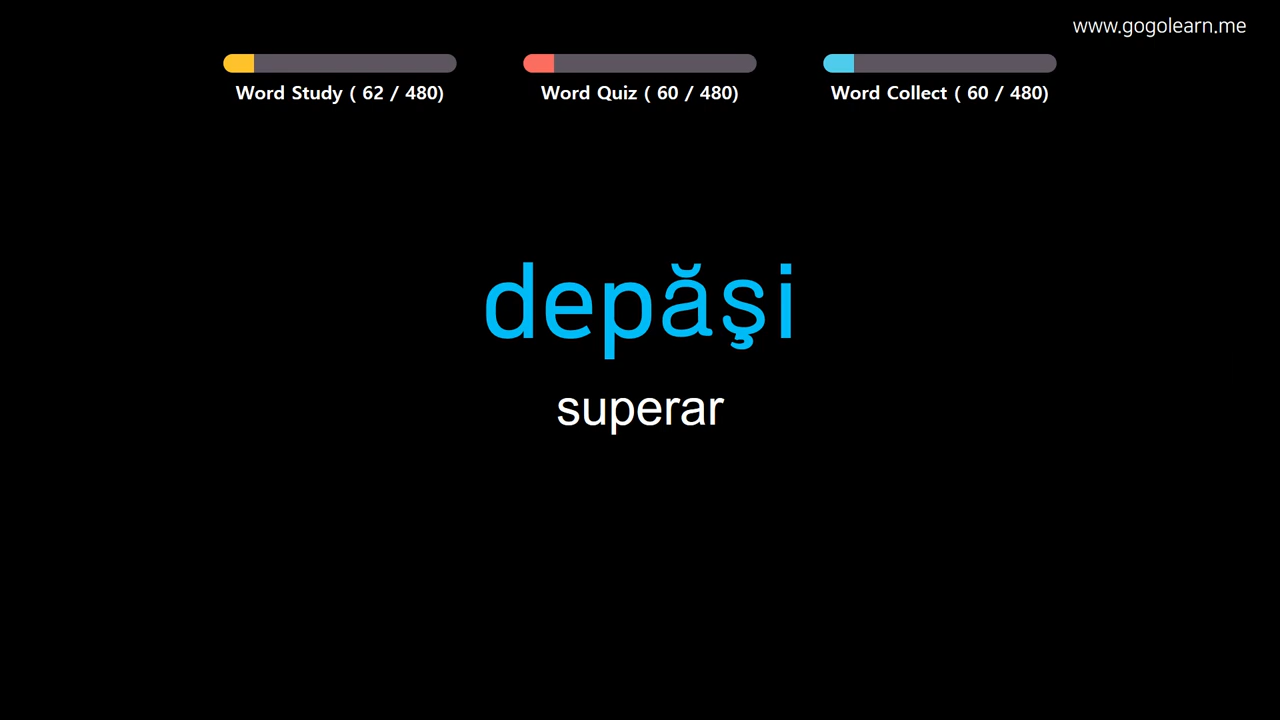 www.gogolearn.me
Word Study ( 62 / 480)
Word Quiz ( 60 / 480)
Word Collect ( 60 / 480)
depăşi
superar